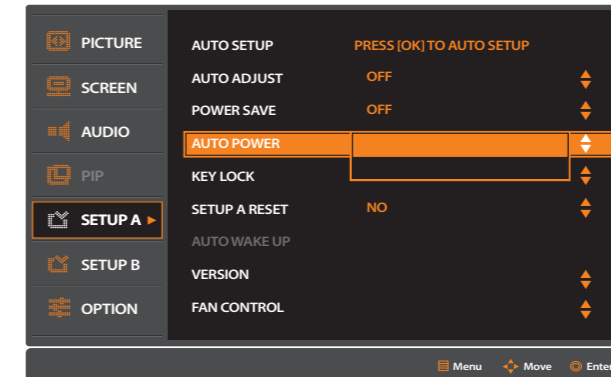 PICTURE
SCREEN
AUDIO
PIP
SETUP A
SETUP B
OPTION
AUTO SETUP PRESS [OK] TO AUTO SETUP
AUTO ADJUST OFF
POWER SAVE OFF
AUTO POWER
KEY LOCK
SETUP A RESET NO
AUTO WAKE UP
VERSION
FAN CONTROL
Menu Move Enter